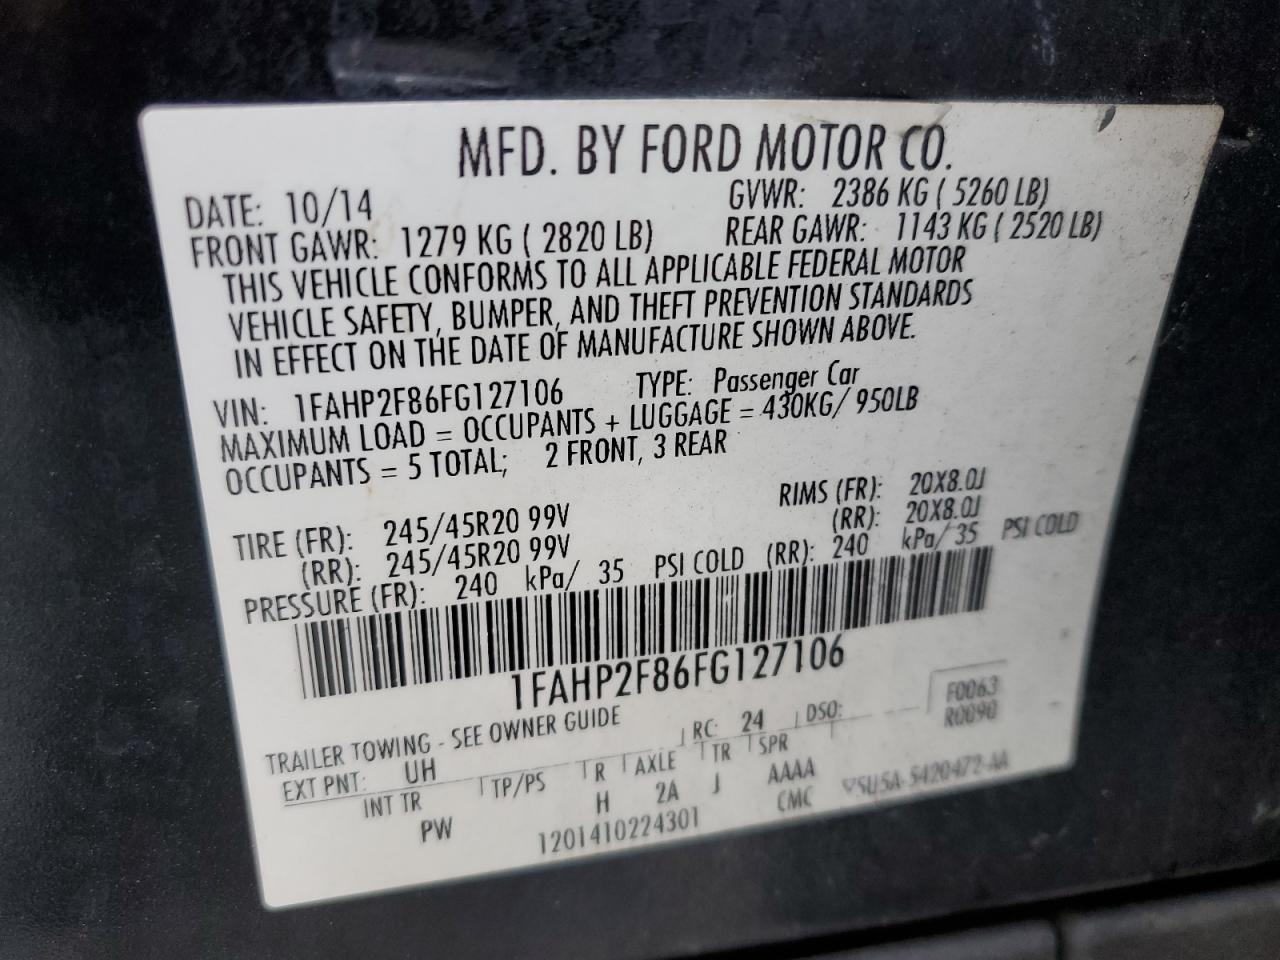 MFD. BY FORD MOTOR CO.
DATE: 10/14 GVWR: 2386 KG ( 5260 LB)
FRONT GAWR: 1279 KG ( 2820 LB) REAR GAWR: 1143 KG ( 2520 LB)
THIS VEHICLE CONFORMS TO ALL APPLICABLE FEDERAL MOTOR
VEHICLE SAFETY, BUMPER, AND THEFT PREVENTION STANDARDS
IN EFFECT ON THE DATE OF MANUFACTURE SHOWN ABOVE.
VIN: 1FAHP2F86FG127106 TYPE: Passenger Car
MAXIMUM LOAD = OCCUPANTS + LUGGAGE = 430KG/ 950LB
OCCUPANTS = 5 TOTAL; 2 FRONT, 3 REAR
TIRE (FR): 245/45R20 99V RIMS (FR): 20X8.0J
(RR): 245/45R20 99V (RR): 20X8.0J
PRESSURE (FR): 240 kPa/ 35 PSI COLD (RR): 240 kPa/ 35 PSI COLD
1FAHP2F86FG127106
F0063
TRAILER TOWING - SEE OWNER GUIDE RC: 24 DSO: R0090
EXT PNT: UH
INT TR TP/PS R AXLE TR SPR
PW H 2A J AAAA
1201410224301 CMC
5420472-AA